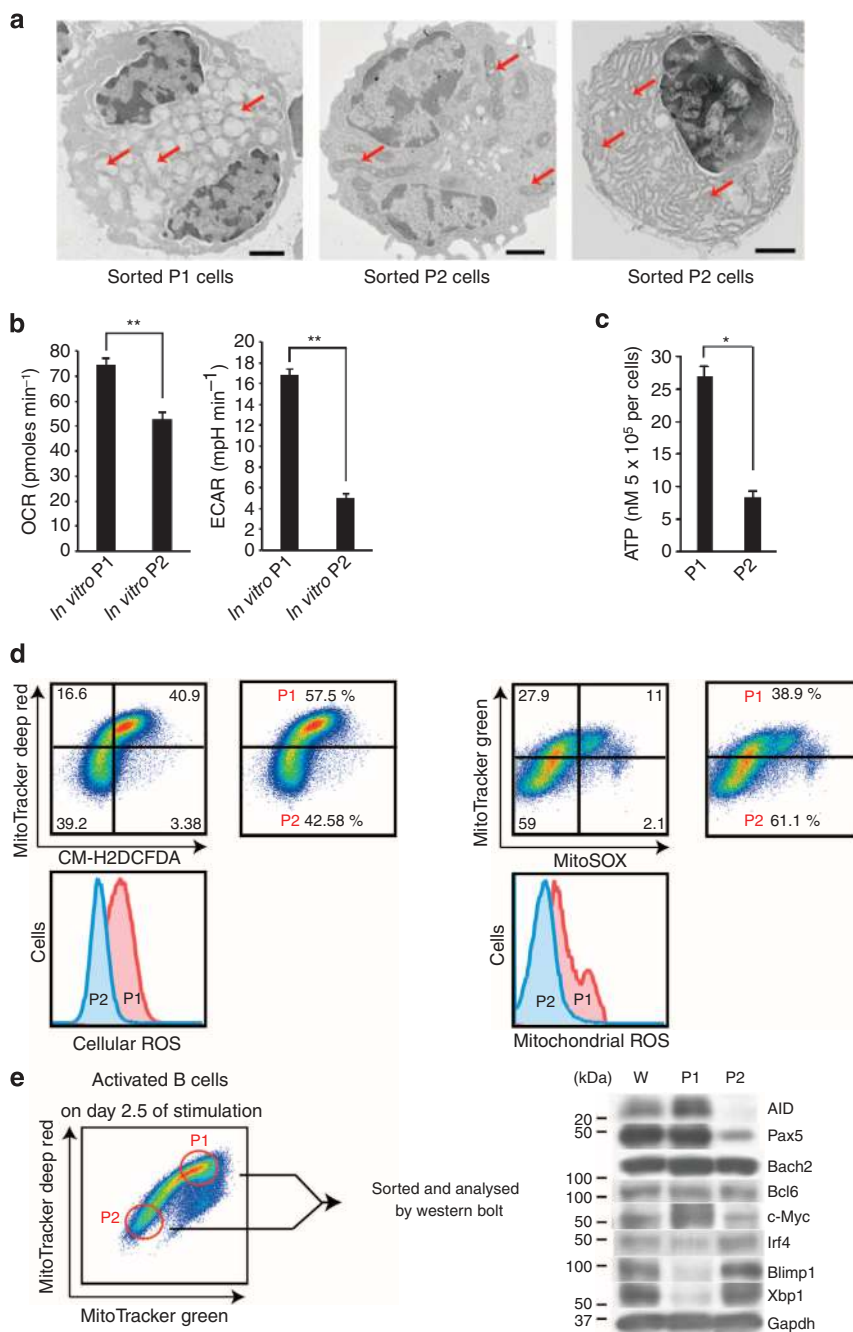 a
Sorted P1 cells
Sorted P2 cells
Sorted P2 cells
b
**
OCR (pmoles min⁻¹)
80
70
60
50
40
30
20
10
0
In vitro P1
In vitro P2
**
ECAR (mpH min⁻¹)
20
18
16
14
12
10
8
6
4
2
0
In vitro P1
In vitro P2
c
*
ATP (nM 5 x 10⁵ per cells)
30
25
20
15
10
5
0
P1
P2
d
MitoTracker deep red
16.6 40.9
39.2 3.38
CM-H2DCFDA
P1 57.5 %
P2 42.58 %
MitoTracker green
27.9 11
59 2.1
MitoSOX
P1 38.9 %
P2 61.1 %
Cells
P2 P1
Cellular ROS
Cells
P2 P1
Mitochondrial ROS
e
Activated B cells
on day 2.5 of stimulation
MitoTracker deep red
P1
P2
MitoTracker green
Sorted and analysed
by western bolt
(kDa) W P1 P2
AID
20
50
Pax5
Bach2
100
Bcl6
100
c-Myc
50
50
Irf4
100
Blimp1
Xbp1
50
37
Gapdh